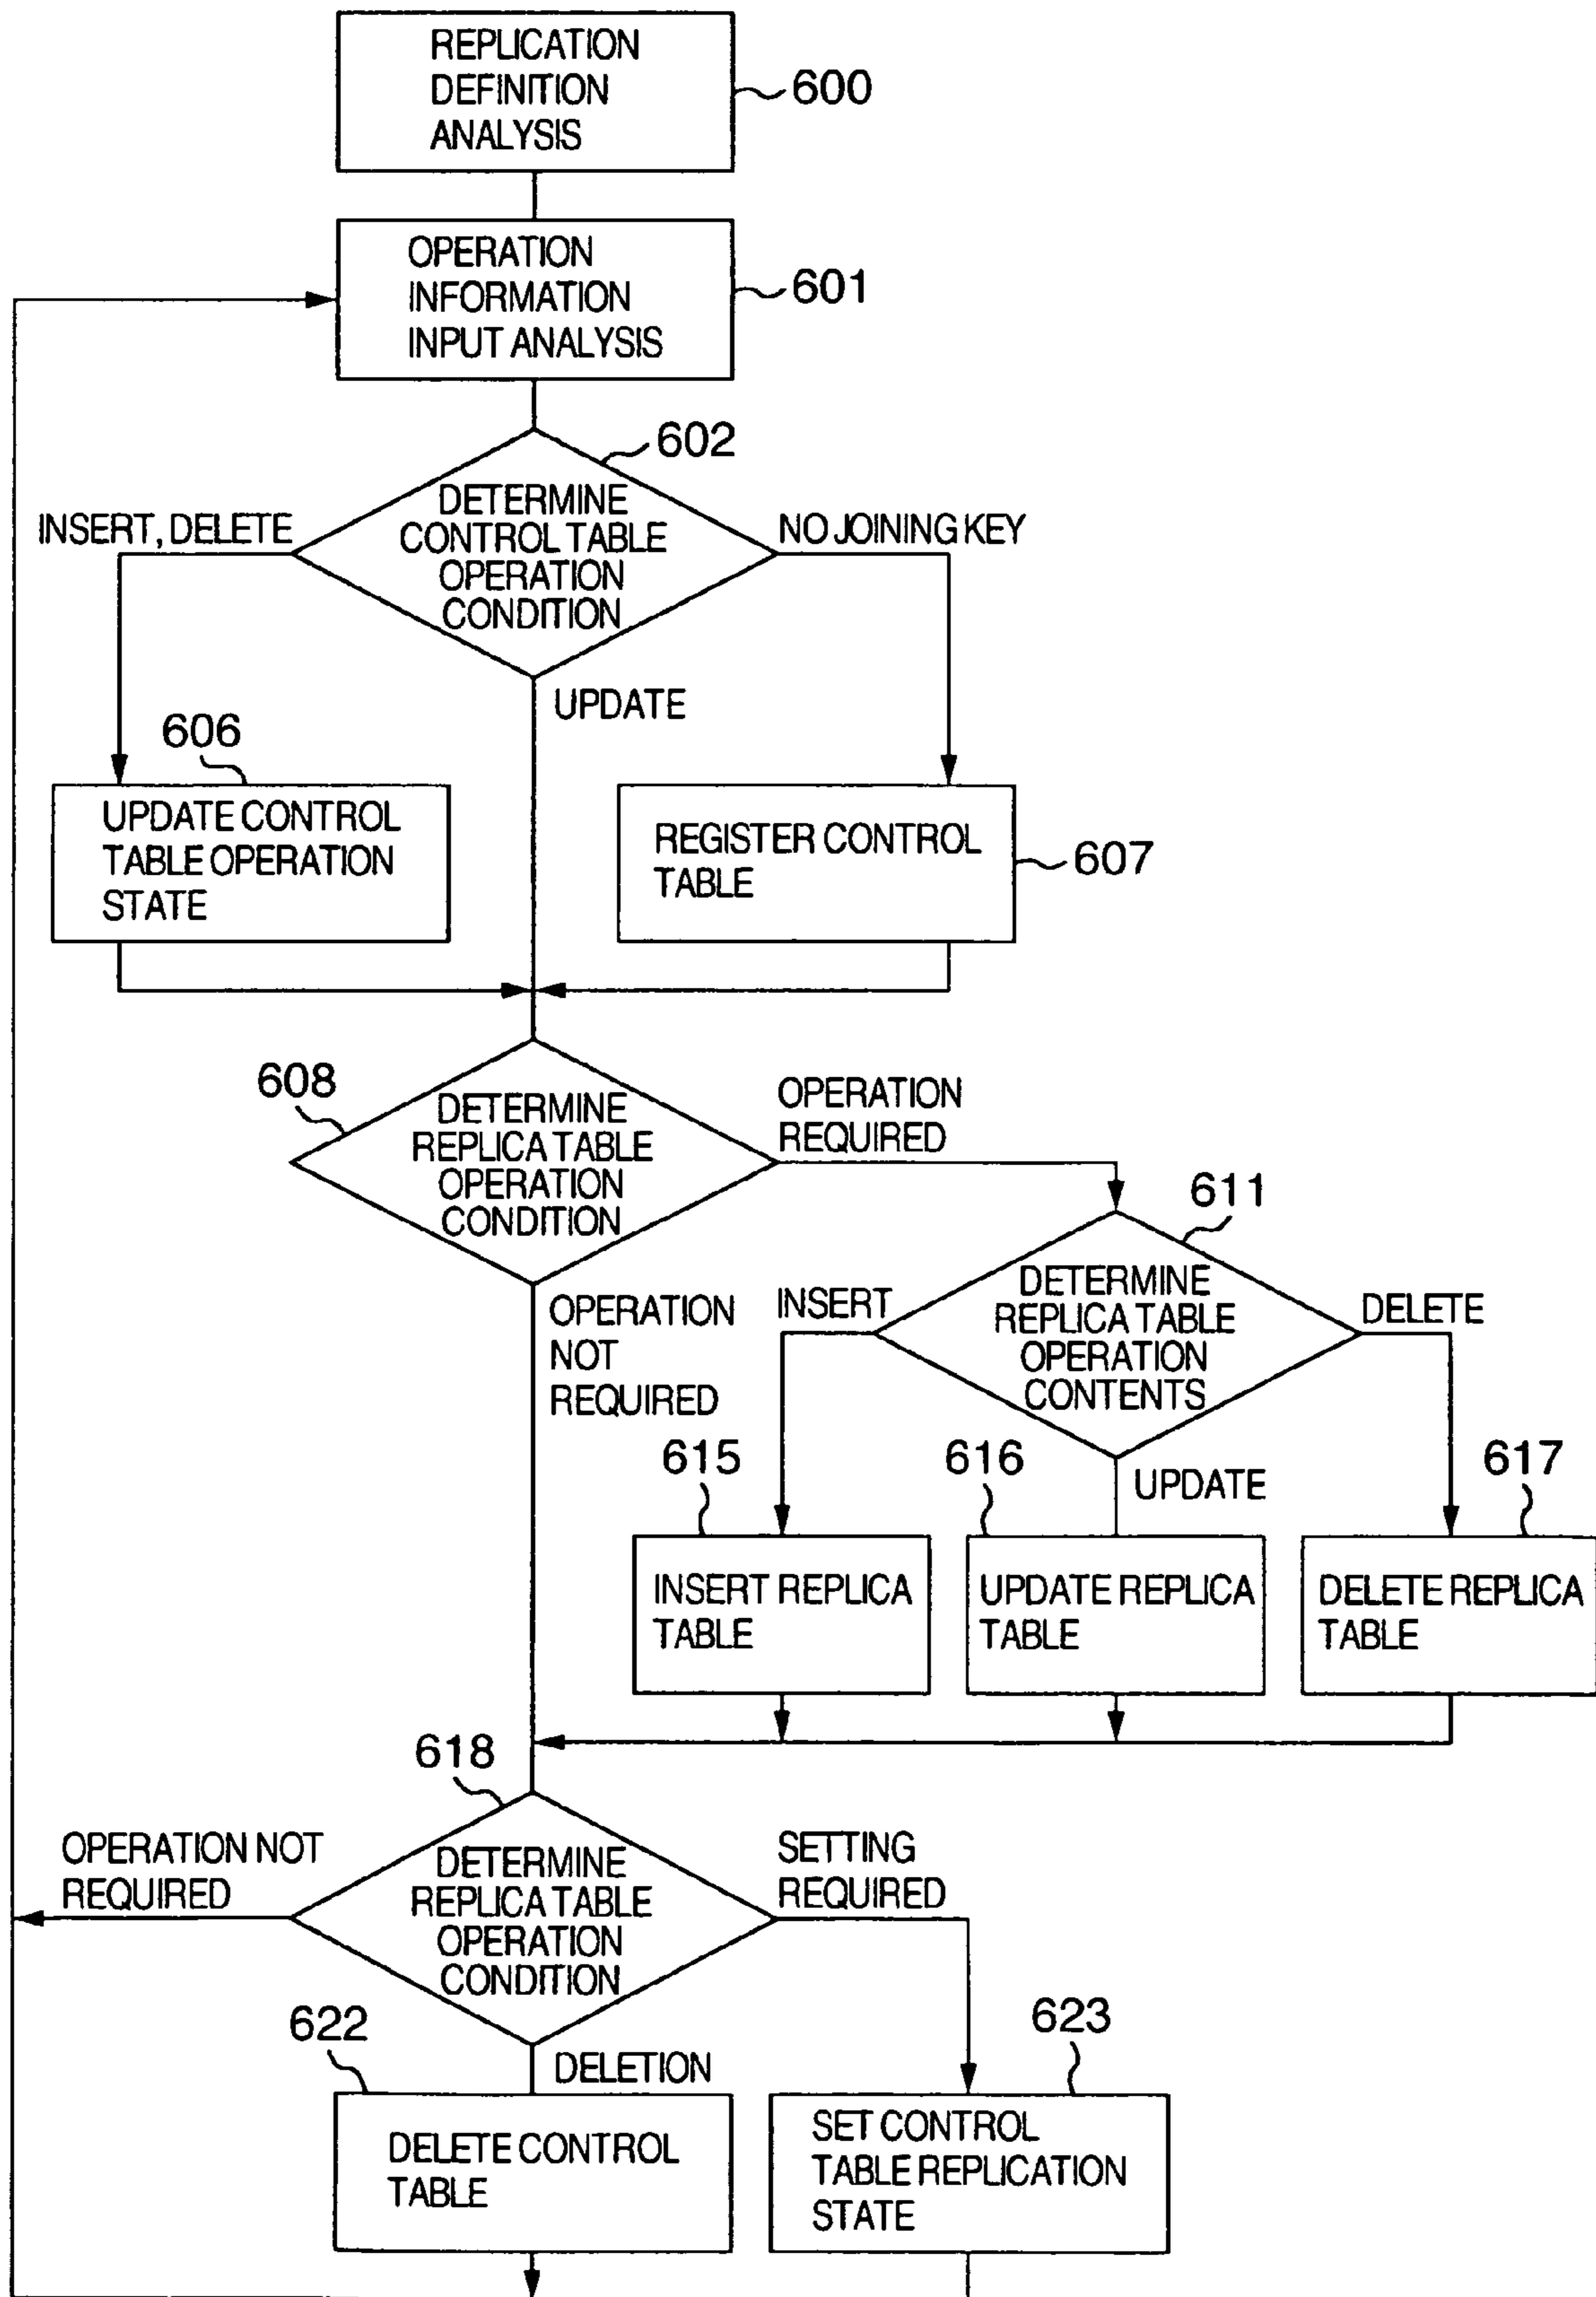 REPLICATION
DEFINITION
ANALYSIS
600
OPERATION
INFORMATION
INPUT ANALYSIS
601
602
DETERMINE
CONTROL TABLE
OPERATION
CONDITION
INSERT, DELETE
NO JOINING KEY
UPDATE
606
UPDATE CONTROL
TABLE OPERATION
STATE
REGISTER CONTROL
TABLE
607
608
DETERMINE
REPLICA TABLE
OPERATION
CONDITION
OPERATION
REQUIRED
OPERATION
NOT
REQUIRED
611
DETERMINE
REPLICA TABLE
OPERATION
CONTENTS
INSERT
DELETE
UPDATE
615
616
617
INSERT REPLICA
TABLE
UPDATE REPLICA
TABLE
DELETE REPLICA
TABLE
618
DETERMINE
REPLICA TABLE
OPERATION
CONDITION
OPERATION NOT
REQUIRED
SETTING
REQUIRED
DELETION
622
623
DELETE CONTROL
TABLE
SET CONTROL
TABLE REPLICATION
STATE